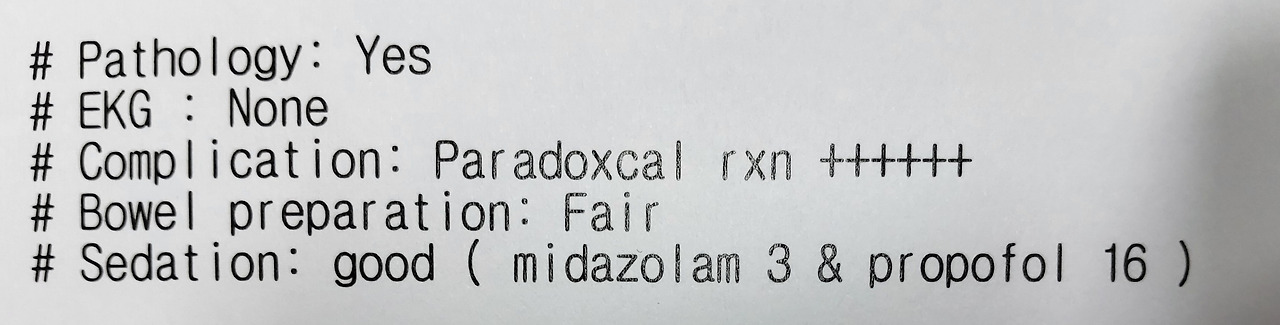 # Pathology: Yes
# EKG : None
# Complication: Paradoxcal rxn ++++++
# Bowel preparation: Fair
# Sedation: good ( midazolam 3 & propofol 16 )